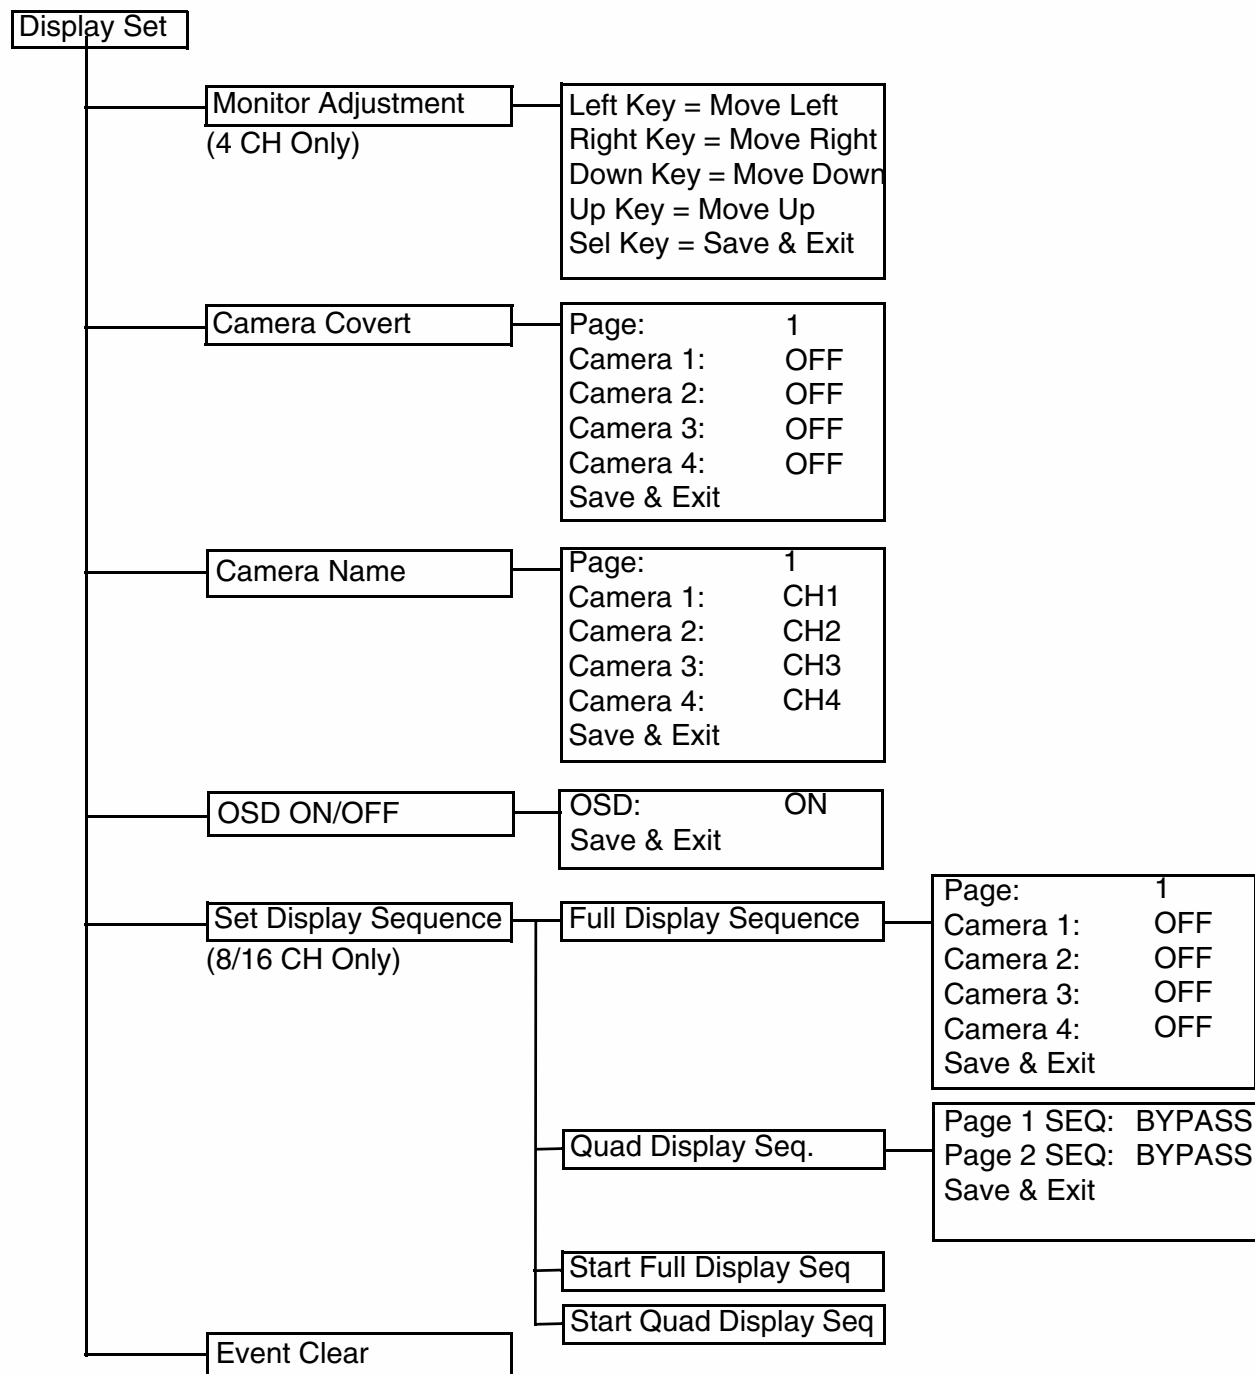 Display Set
Monitor Adjustment
(4 CH Only)
Left Key = Move Left
Right Key = Move Right
Down Key = Move Down
Up Key = Move Up
Sel Key = Save & Exit
Camera Covert
Page: 1
Camera 1: OFF
Camera 2: OFF
Camera 3: OFF
Camera 4: OFF
Save & Exit
Camera Name
Page: 1
Camera 1: CH1
Camera 2: CH2
Camera 3: CH3
Camera 4: CH4
Save & Exit
OSD ON/OFF
OSD: ON
Save & Exit
Set Display Sequence
(8/16 CH Only)
Full Display Sequence
Page: 1
Camera 1: OFF
Camera 2: OFF
Camera 3: OFF
Camera 4: OFF
Save & Exit
Quad Display Seq.
Page 1 SEQ: BYPASS
Page 2 SEQ: BYPASS
Save & Exit
Start Full Display Seq
Start Quad Display Seq
Event Clear